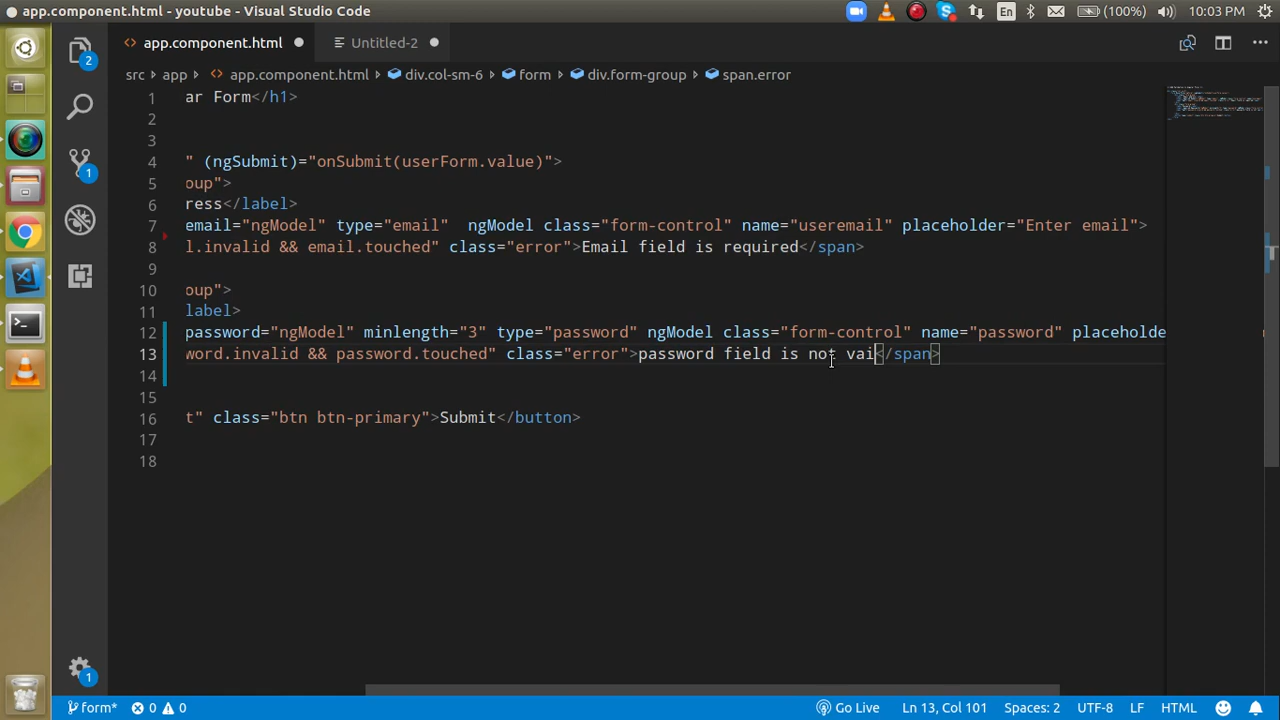 app.component.html - youtube - Visual Studio Code
En
(100%)
10:03 PM
app.component.html
Untitled-2
src
app
app.component.html
div.col-sm-6
form
div.form-group
span.error
2
1
1
1 ar Form</h1>
2
3
4 " (ngSubmit)="onSubmit(userForm.value)">
5 oup">
6 ress</label>
7 email="ngModel" type="email"  ngModel class="form-control" name="useremail" placeholder="Enter email">
8 l.invalid && email.touched" class="error">Email field is required</span>
9
10 oup">
11 label>
12 password="ngModel" minlength="3" type="password" ngModel class="form-control" name="password" placeholde
13 word.invalid && password.touched" class="error">password field is not vai</span>
14
15
16 t" class="btn btn-primary">Submit</button>
17
18
form*
0
0
Go Live
Ln 13, Col 101
Spaces: 2
UTF-8
LF
HTML